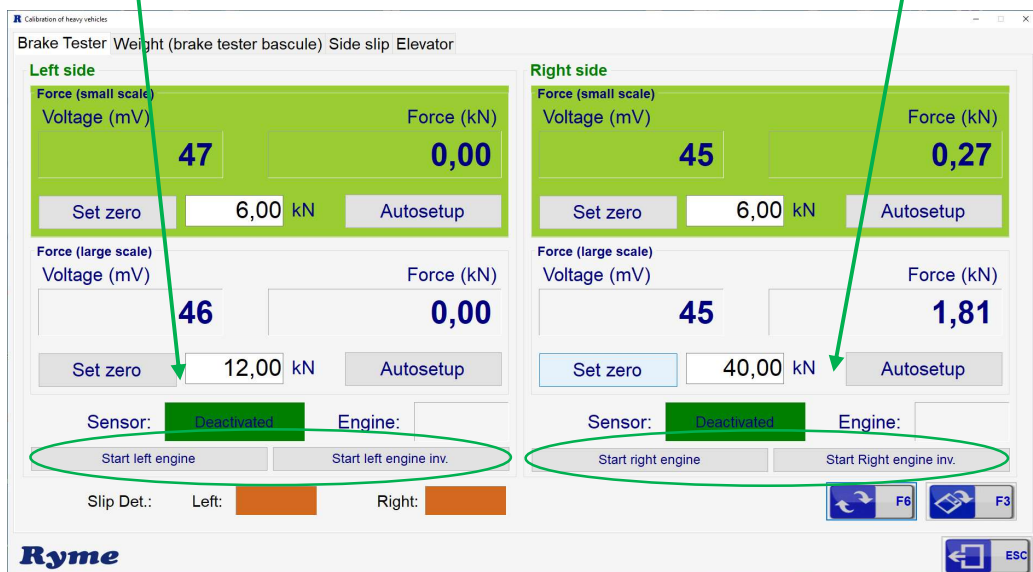 R Calibration of heavy vehicles
Brake Tester Weight (brake tester bascule) Side slip Elevator
Left side
Force (small scale)
Voltage (mV) Force (kN)
47 0,00
Set zero 6,00 kN Autosetup
Force (large scale)
Voltage (mV) Force (kN)
46 0,00
Set zero 12,00 kN Autosetup
Sensor: Deactivated Engine:
Start left engine Start left engine inv.
Right side
Force (small scale)
Voltage (mV) Force (kN)
45 0,27
Set zero 6,00 kN Autosetup
Force (large scale)
Voltage (mV) Force (kN)
45 1,81
Set zero 40,00 kN Autosetup
Sensor: Deactivated Engine:
Start right engine Start Right engine inv.
Slip Det.: Left: Right:
F6 F3
Ryme
ESC